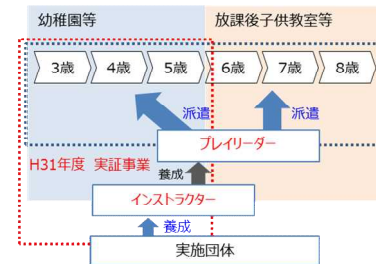 幼稚園等
放課後子供教室等
3歳 4歳 5歳 6歳 7歳 8歳
派遣 派遣
プレイリーダー
H31年度 実証事業
養成
インストラクター
養成
実施団体